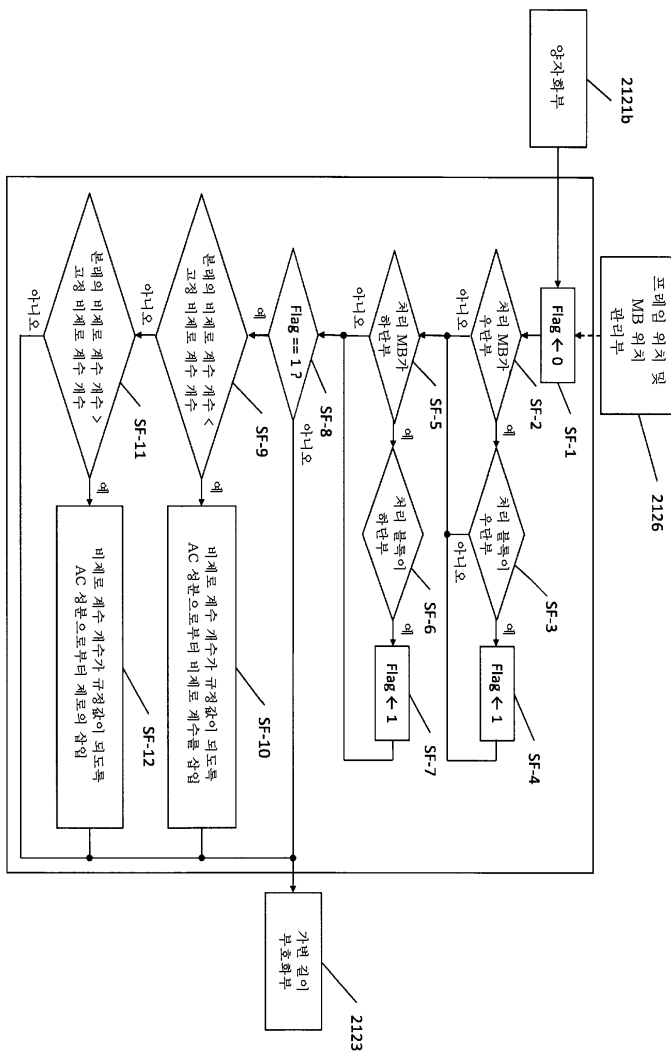 2121b
양자화부
프레임 위치 및
MB 위치
관리부
2126
Flag ← 0
SF-1
처리 MB가
우단부
SF-2
예
아니오
처리 블록이
우단부
SF-3
예
아니오
Flag ← 1
SF-4
처리 MB가
하단부
SF-5
예
아니오
처리 블록이
하단부
SF-6
예
Flag ← 1
SF-7
Flag == 1 ?
SF-8
예
아니오
본래의 비제로 계수 개수 <
고정 비제로 계수 개수
SF-9
예
아니오
비제로 계수 개수가 규정값이 되도록
AC 성분으로부터 비제로 계수를 삽입
SF-10
본래의 비제로 계수 개수 >
고정 비제로 계수 개수
SF-11
예
아니오
비제로 계수 개수가 규정값이 되도록
AC 성분으로부터 제로의 삽입
SF-12
가변 길이
부호화부
2123